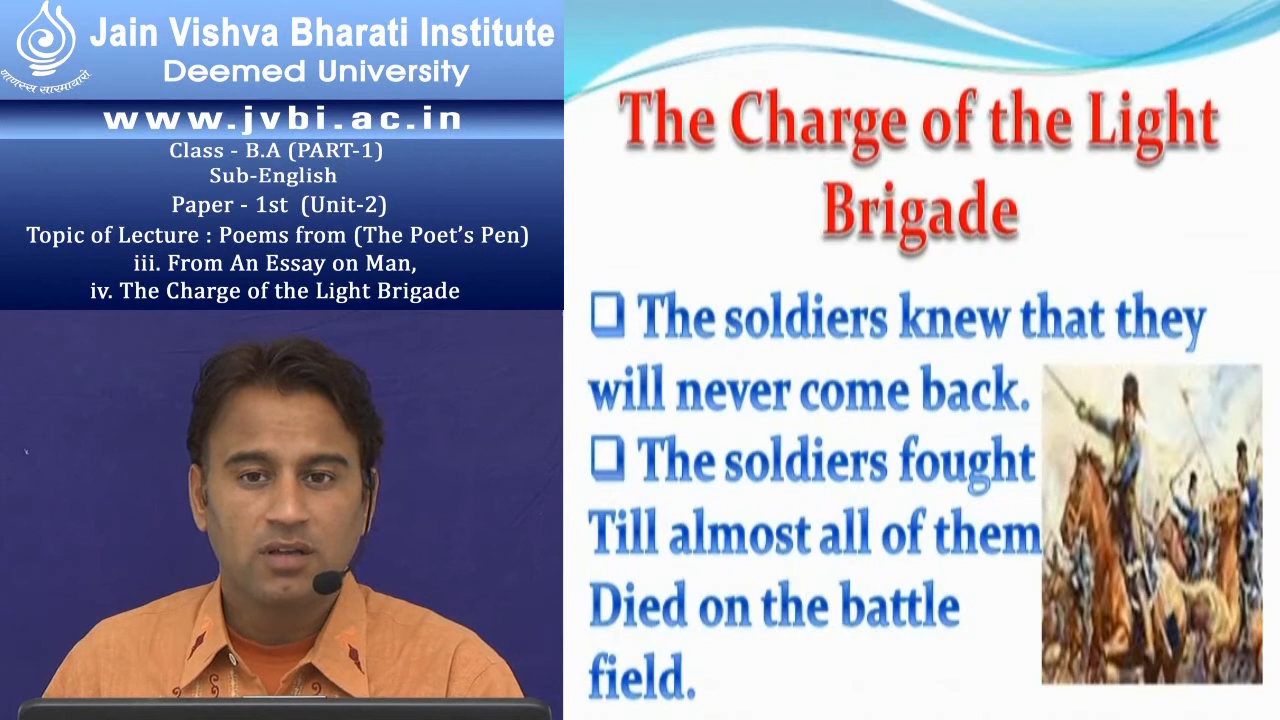 Jain Vishva Bharati Institute
Deemed University
णाणस्स सारमायारो
www.jvbi.ac.in
Class - B.A (PART-1)
Sub-English
Paper - 1st (Unit-2)
Topic of Lecture : Poems from (The Poet's Pen)
iii. From An Essay on Man,
iv. The Charge of the Light Brigade
The Charge of the Light
Brigade
❑ The soldiers knew that they
will never come back.
❑ The soldiers fought
Till almost all of them
Died on the battle
field.